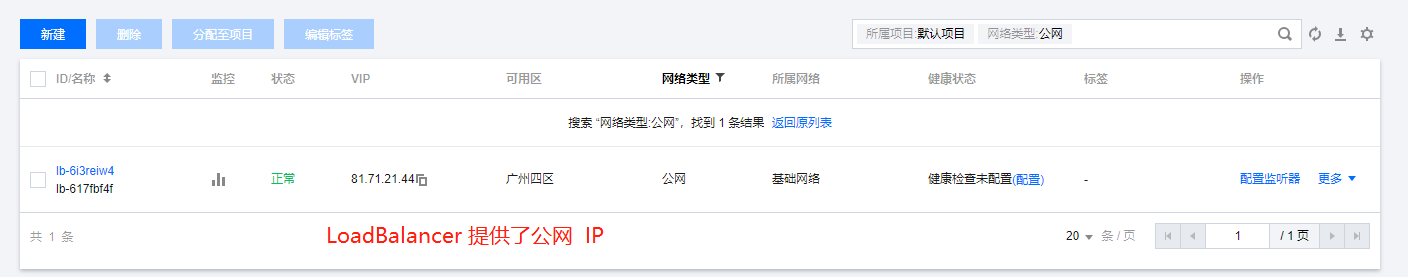 新建 删除 分配至项目 编辑标签 所属项目:默认项目 网络类型:公网
ID/名称 监控 状态 VIP 可用区 网络类型 所属网络 健康状态 标签 操作
搜索 “网络类型:公网”，找到 1 条结果 返回原列表
lb-6i3reiw4
lb-617fbf4f
正常 81.71.21.44 广州四区 公网 基础网络 健康检查未配置(配置) - 配置监听器 更多
共 1 条 LoadBalancer 提供了公网 IP 20 条 / 页 1 / 1 页